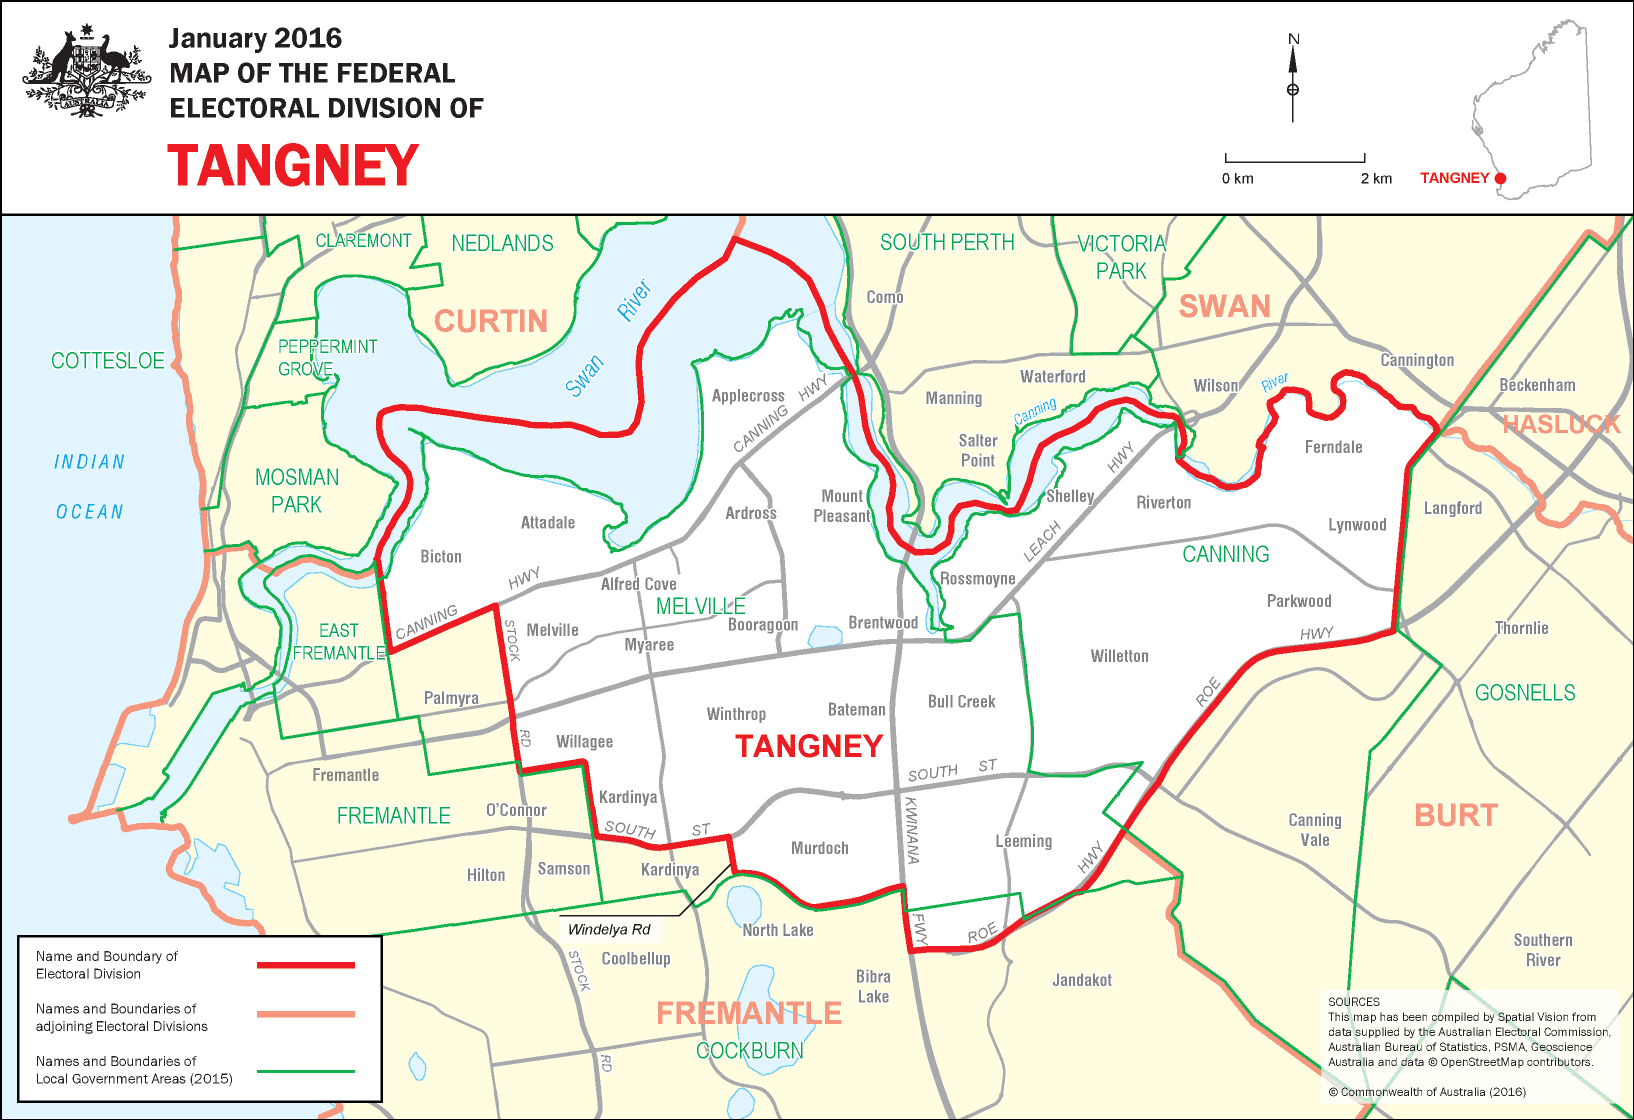 January 2016
MAP OF THE FEDERAL
ELECTORAL DIVISION OF
TANGNEY
AUSTRALIA
N
0 km
2 km
TANGNEY
CLAREMONT
NEDLANDS
SOUTH PERTH
VICTORIA
PARK
Como
SWAN
CURTIN
River
PEPPERMINT
GROVE
COTTESLOE
Swan
Applecross
CANNING HWY
Manning
Waterford
Wilson
River
Cannington
Beckenham
HASLUCK
Canning
Salter
Point
Ferndale
INDIAN
OCEAN
MOSMAN
PARK
HWY
Attadale
Ardross
Mount
Pleasant
Shelley
Riverton
Lynwood
Langford
Bicton
LEACH
CANNING
HWY
Alfred Cove
Rossmoyne
MELVILLE
Booragoon
Brentwood
Parkwood
HWY
Thornlie
CANNING
EAST
FREMANTLE
STOCK
Melville
Myaree
Willetton
ROE
GOSNELLS
Palmyra
Winthrop
Bateman
Bull Creek
RD
Willagee
TANGNEY
SOUTH ST
Fremantle
Kardinya
FREMANTLE
O'Connor
SOUTH ST
KWINANA
Leeming
HWY
Murdoch
Canning
Vale
BURT
Hilton
Samson
Kardinya
Windelya Rd
North Lake
FWY
ROE
Coolbellup
STOCK
Bibra
Lake
Jandakot
Southern
River
FREMANTLE
COCKBURN
RD
Name and Boundary of
Electoral Division
Names and Boundaries of
adjoining Electoral Divisions
Names and Boundaries of
Local Government Areas (2015)
SOURCES
This map has been compiled by Spatial Vision from
data supplied by the Australian Electoral Commission,
Australian Bureau of Statistics, PSMA, Geoscience
Australia and data © OpenStreetMap contributors.
© Commonwealth of Australia (2016)